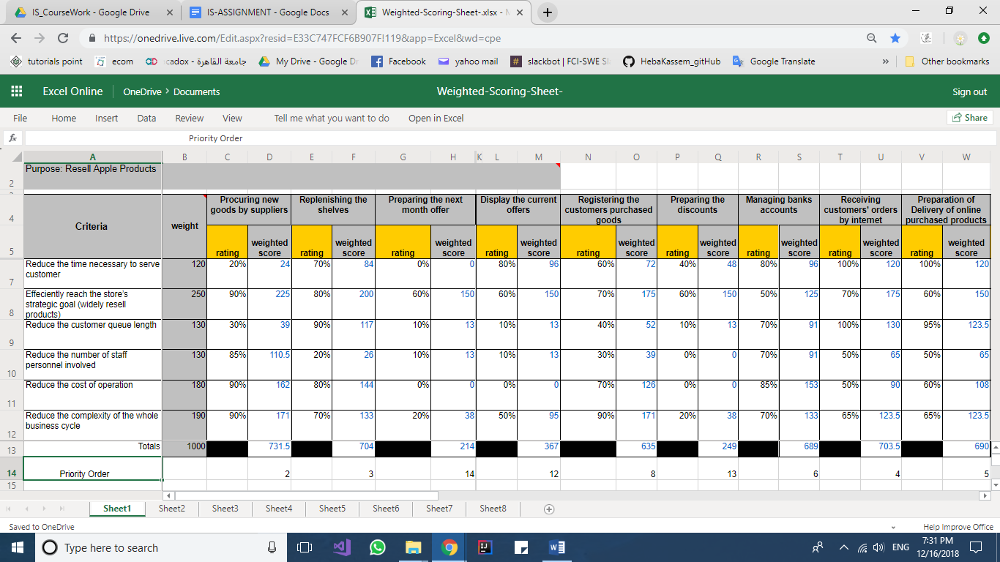 IS_CourseWork - Google Drive
IS-ASSIGNMENT - Google Docs
Weighted-Scoring-Sheet-.xlsx -
https://onedrive.live.com/Edit.aspx?resid=E33C747FCF6B907F!119&app=Excel&wd=cpe
tutorials point ecom جامعة القاهرة - cadox My Drive - Google Dr Facebook yahoo mail slackbot | FCI-SWE Sl HebaKassem_gitHub Google Translate » Other bookmarks
Excel Online OneDrive > Documents Weighted-Scoring-Sheet- Sign out
File Home Insert Data Review View Tell me what you want to do Open in Excel Share
fx Priority Order
A B C D E F G H K L M N O P Q R S T U V W
2 Purpose: Resell Apple Products
4 Criteria weight
Procuring new
goods by suppliers
Replenishing the
shelves
Preparing the next
month offer
Display the current
offers
Registering the
customers purchased
goods
Preparing the
discounts
Managing banks
accounts
Receiving
customers' orders
by internet
Preparation of
Delivery of online
purchased products
5 rating weighted score rating weighted score rating weighted score rating weighted score rating weighted score rating weighted score rating weighted score rating weighted score rating weighted score
Reduce the time necessary to serve 120 20% 24 70% 84 0% 0 80% 96 60% 72 40% 48 80% 96 100% 120 100% 120
7 customer
Effeciently reach the store's 250 90% 225 80% 200 60% 150 60% 150 70% 175 60% 150 50% 125 70% 175 60% 150
strategic goal (widely resell
8 products)
Reduce the customer queue length 130 30% 39 90% 117 10% 13 10% 13 40% 52 10% 13 70% 91 100% 130 95% 123.5
9
Reduce the number of staff 130 85% 110.5 20% 26 10% 13 10% 13 30% 39 0% 0 70% 91 50% 65 50% 65
10 personnel involved
Reduce the cost of operation 180 90% 162 80% 144 0% 0 0% 0 70% 126 0% 0 85% 153 50% 90 60% 108
11
Reduce the complexity of the whole 190 90% 171 70% 133 20% 38 50% 95 90% 171 20% 38 70% 133 65% 123.5 65% 123.5
12 business cycle
13 Totals 1000 731.5 704 214 367 635 249 689 703.5 690
14 Priority Order 2 3 14 12 8 13 6 4 5
15
Sheet1 Sheet2 Sheet3 Sheet4 Sheet5 Sheet6 Sheet7 Sheet8
Saved to OneDrive Help Improve Office
Type here to search ENG 7:31 PM
12/16/2018